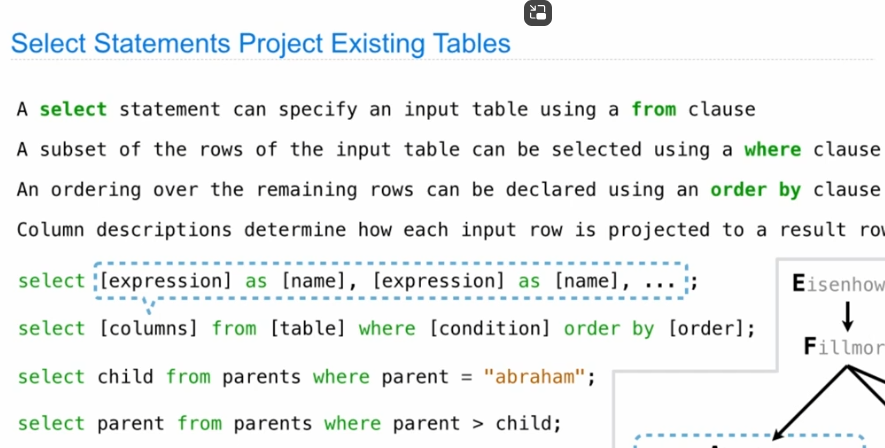 Select Statements Project Existing Tables
A select statement can specify an input table using a from clause
A subset of the rows of the input table can be selected using a where clause
An ordering over the remaining rows can be declared using an order by clause
Column descriptions determine how each input row is projected to a result
select [expression] as [name], [expression] as [name], ... ;
select [columns] from [table] where [condition] order by [order];
select child from parents where parent = "abraham";
select parent from parents where parent > child;
Eisenhow
Fillmor